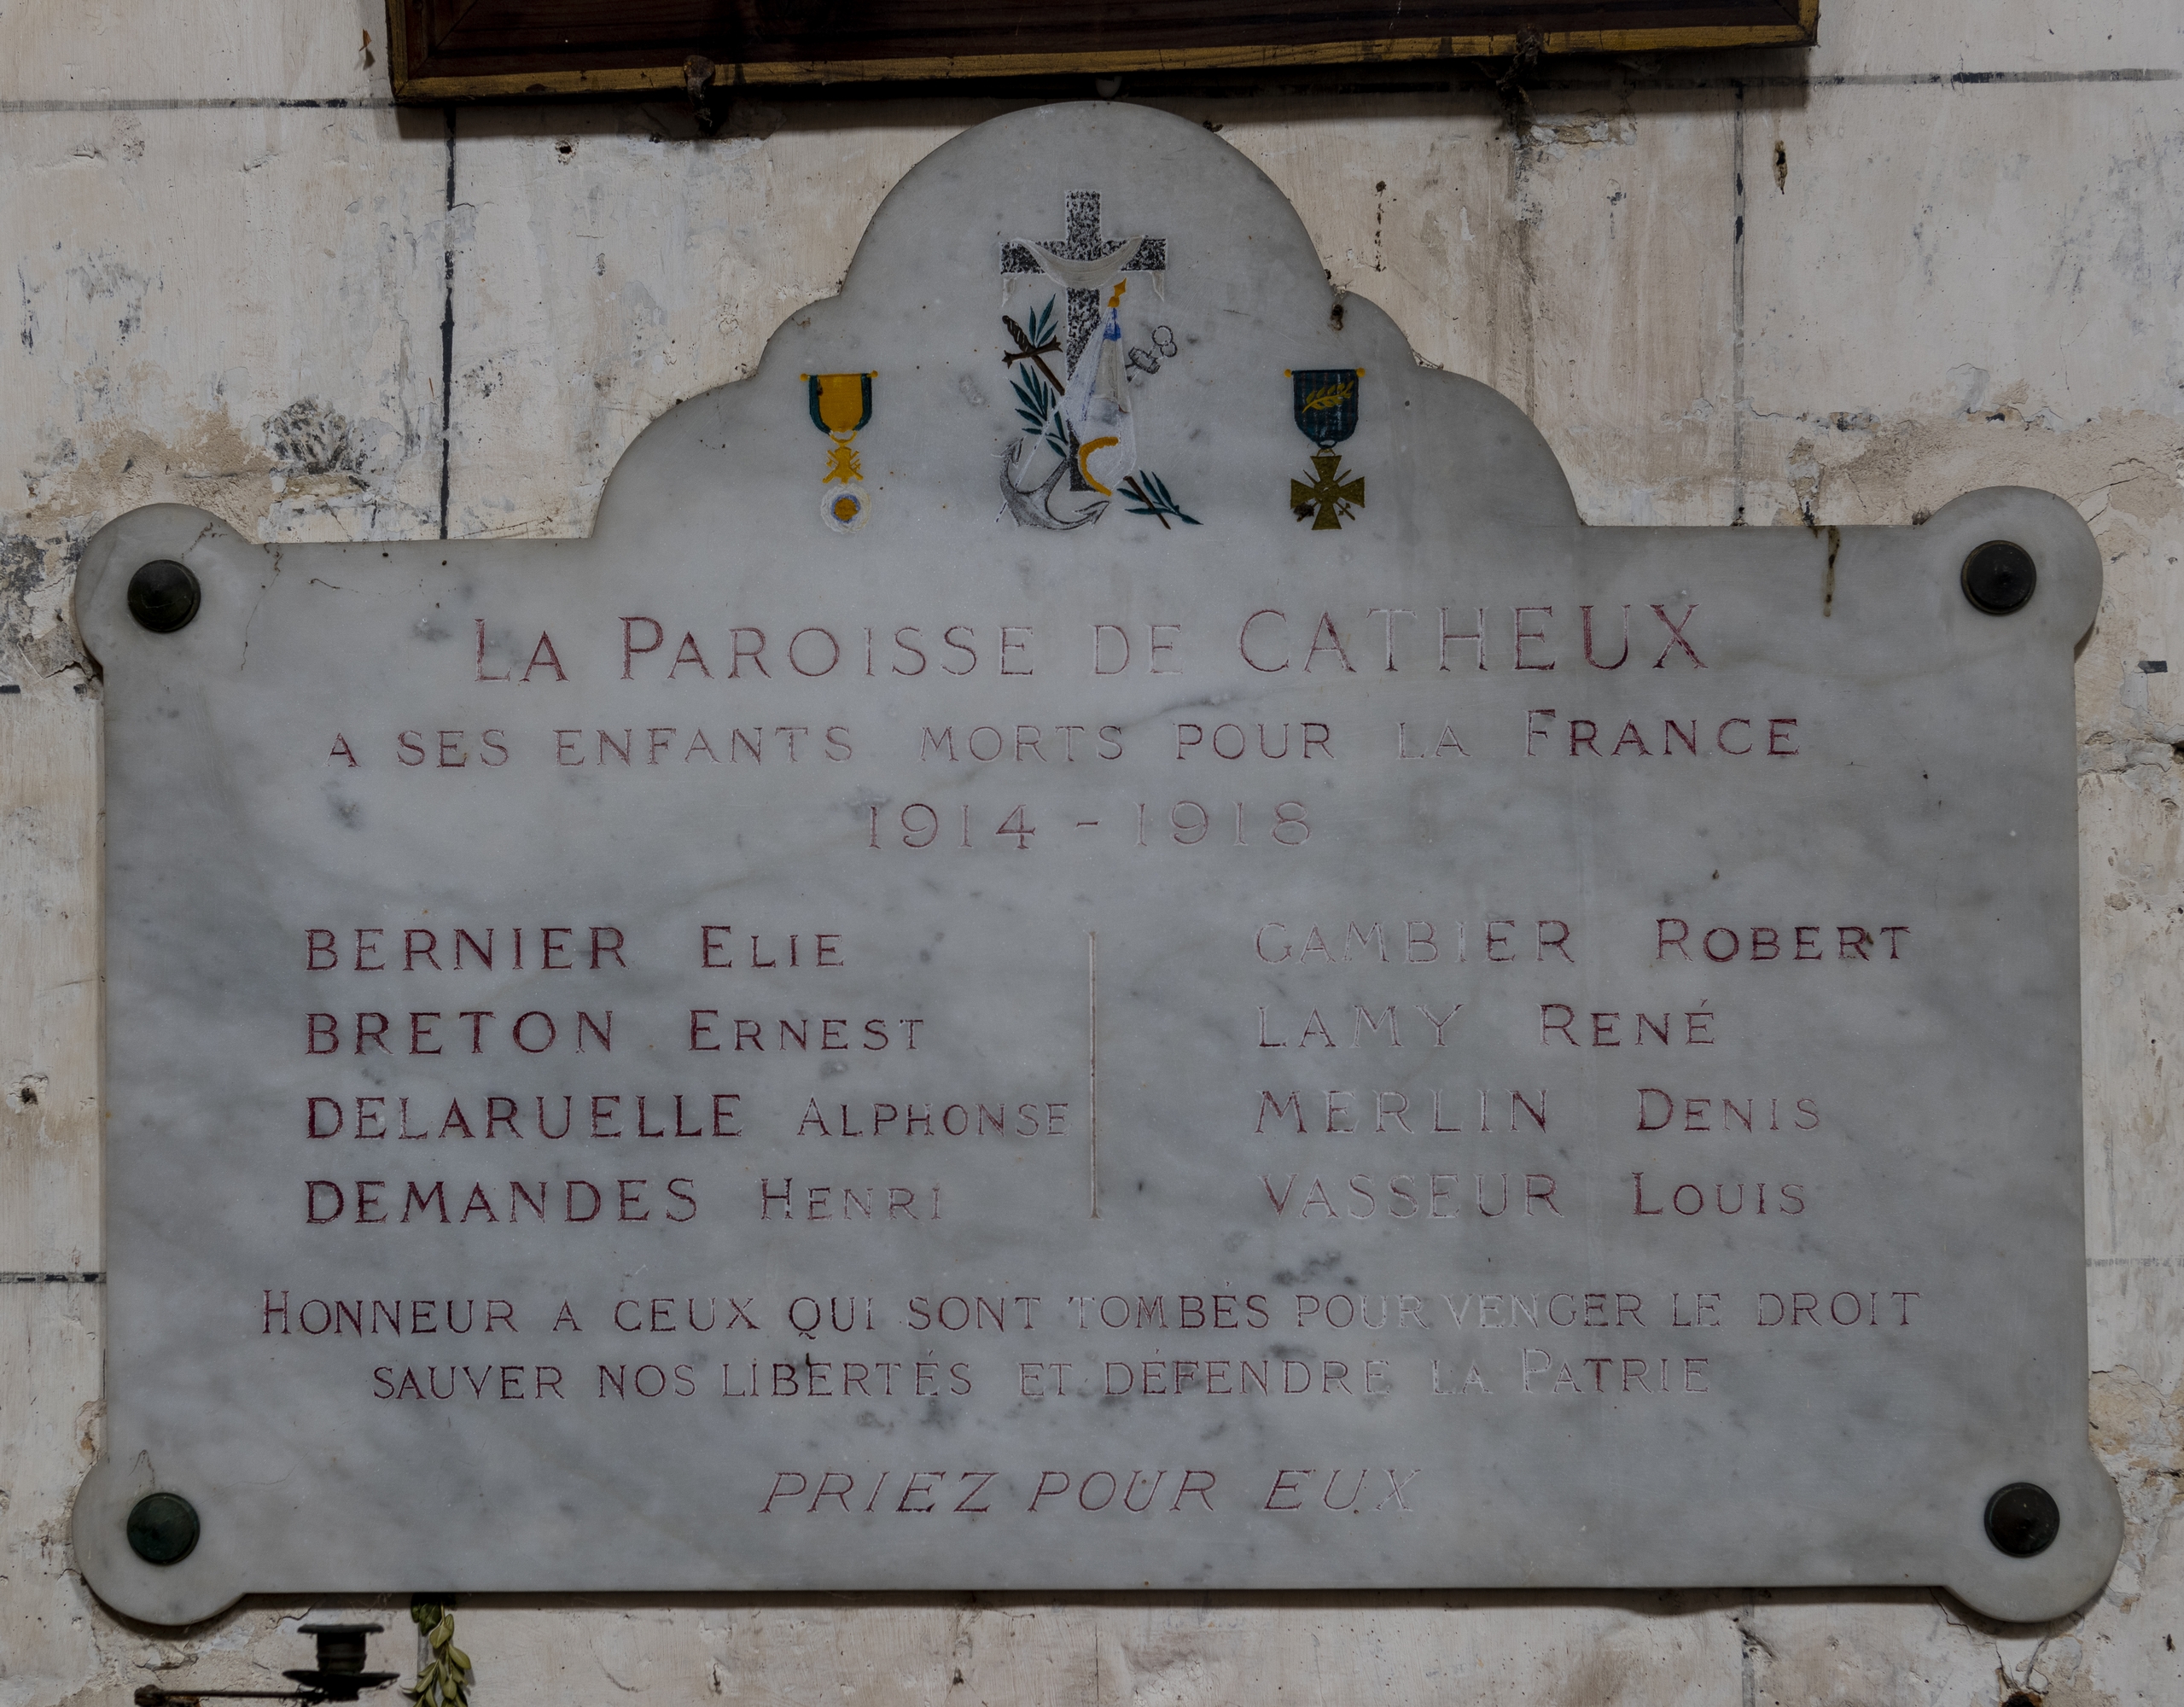 LA PAROISSE DE CATHEUX
A SES ENFANTS MORTS POUR LA FRANCE
1914 - 1918
BERNIER ELIE
BRETON ERNEST
DELARUELLE ALPHONSE
DEMANDES HENRI
GAMBIER ROBERT
LAMY RENÉ
MERLIN DENIS
VASSEUR LOUIS
HONNEUR A CEUX QUI SONT TOMBÉS POUR VENGER LE DROIT
SAUVER NOS LIBERTÉS ET DÉFENDRE LA PATRIE
PRIEZ POUR EUX